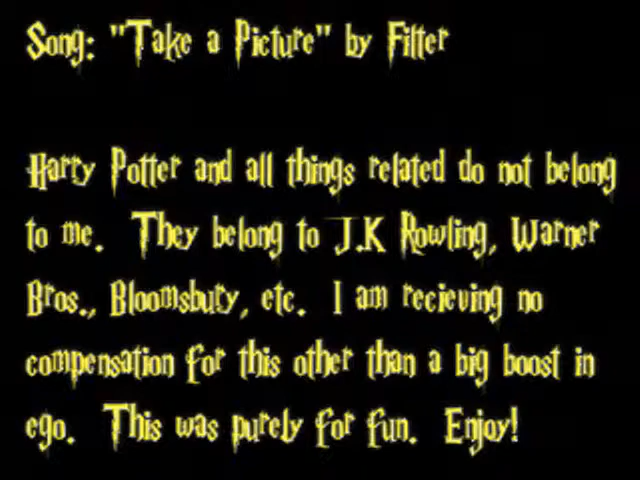 Song: "Take a Picture" by Filter
Harry Potter and all things related do not belong
to me. They belong to J.K Rowling, Warner
Bros., Bloomsbury, etc. I am recieving no
compensation for this other than a big boost in
ego. This was purely for fun. Enjoy!